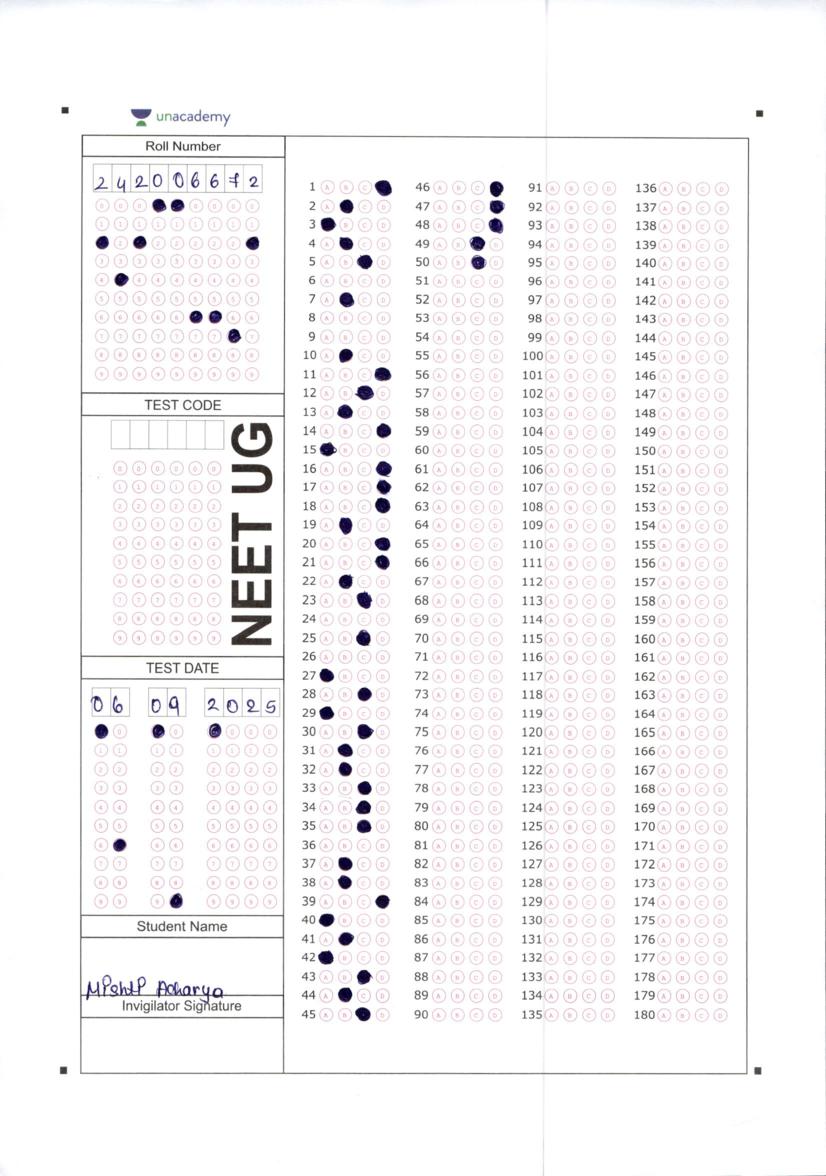 unacademy
Roll Number
2 4 2 0 0 6 6 7 2
TEST CODE
NEET UG
TEST DATE
06 09 2025
Student Name
Acharya
Invigilator Signature
1 A B C 46 A B C 91 A B C D 136 A B C D
2 A C D 47 A B C 92 A B C D 137 A B C D
3 B C D 48 A B C 93 A B C D 138 A B C D
4 A C D 49 A B D 94 A B C D 139 A B C D
5 A B D 50 A B D 95 A B C D 140 A B C D
6 A B C D 51 A B C D 96 A B C D 141 A B C D
7 A C D 52 A B C D 97 A B C D 142 A B C D
8 A B C D 53 A B C D 98 A B C D 143 A B C D
9 A B C D 54 A B C D 99 A B C D 144 A B C D
10 A C D 55 A B C D 100 A B C D 145 A B C D
11 A B C 56 A B C D 101 A B C D 146 A B C D
12 A B D 57 A B C D 102 A B C D 147 A B C D
13 A C D 58 A B C D 103 A B C D 148 A B C D
14 A B C 59 A B C D 104 A B C D 149 A B C D
15 B C D 60 A B C D 105 A B C D 150 A B C D
16 A B C 61 A B C D 106 A B C D 151 A B C D
17 A B C 62 A B C D 107 A B C D 152 A B C D
18 A B C 63 A B C D 108 A B C D 153 A B C D
19 A C D 64 A B C D 109 A B C D 154 A B C D
20 A B C 65 A B C D 110 A B C D 155 A B C D
21 A B C 66 A B C D 111 A B C D 156 A B C D
22 A C D 67 A B C D 112 A B C D 157 A B C D
23 A B D 68 A B C D 113 A B C D 158 A B C D
24 A B C D 69 A B C D 114 A B C D 159 A B C D
25 A B D 70 A B C D 115 A B C D 160 A B C D
26 A B C D 71 A B C D 116 A B C D 161 A B C D
27 B C D 72 A B C D 117 A B C D 162 A B C D
28 A B D 73 A B C D 118 A B C D 163 A B C D
29 B C D 74 A B C D 119 A B C D 164 A B C D
30 A B D 75 A B C D 120 A B C D 165 A B C D
31 A C D 76 A B C D 121 A B C D 166 A B C D
32 A C D 77 A B C D 122 A B C D 167 A B C D
33 A B D 78 A B C D 123 A B C D 168 A B C D
34 A B D 79 A B C D 124 A B C D 169 A B C D
35 A B D 80 A B C D 125 A B C D 170 A B C D
36 A B C D 81 A B C D 126 A B C D 171 A B C D
37 A C D 82 A B C D 127 A B C D 172 A B C D
38 A C D 83 A B C D 128 A B C D 173 A B C D
39 A B C 84 A B C D 129 A B C D 174 A B C D
40 B C D 85 A B C D 130 A B C D 175 A B C D
41 A C D 86 A B C D 131 A B C D 176 A B C D
42 B C D 87 A B C D 132 A B C D 177 A B C D
43 A B D 88 A B C D 133 A B C D 178 A B C D
44 A C D 89 A B C D 134 A B C D 179 A B C D
45 A B D 90 A B C D 135 A B C D 180 A B C D